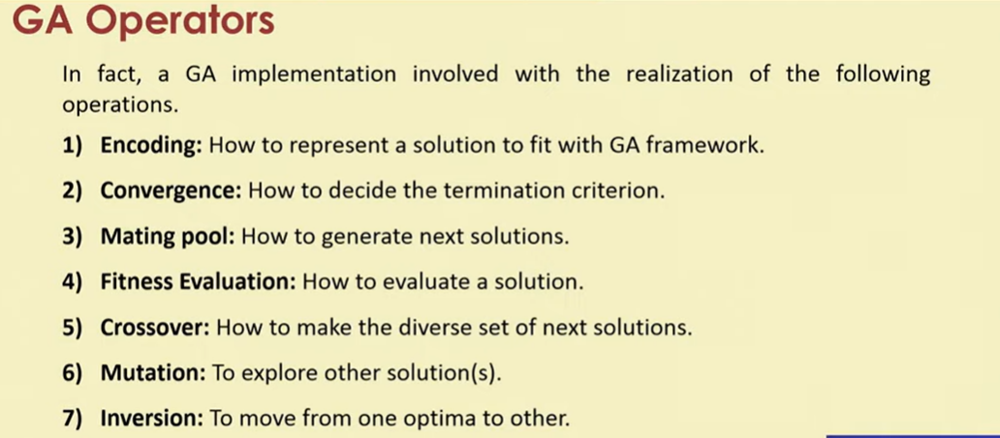 GA Operators
In fact, a GA implementation involved with the realization of the following
operations.
1) Encoding: How to represent a solution to fit with GA framework.
2) Convergence: How to decide the termination criterion.
3) Mating pool: How to generate next solutions.
4) Fitness Evaluation: How to evaluate a solution.
5) Crossover: How to make the diverse set of next solutions.
6) Mutation: To explore other solution(s).
7) Inversion: To move from one optima to other.